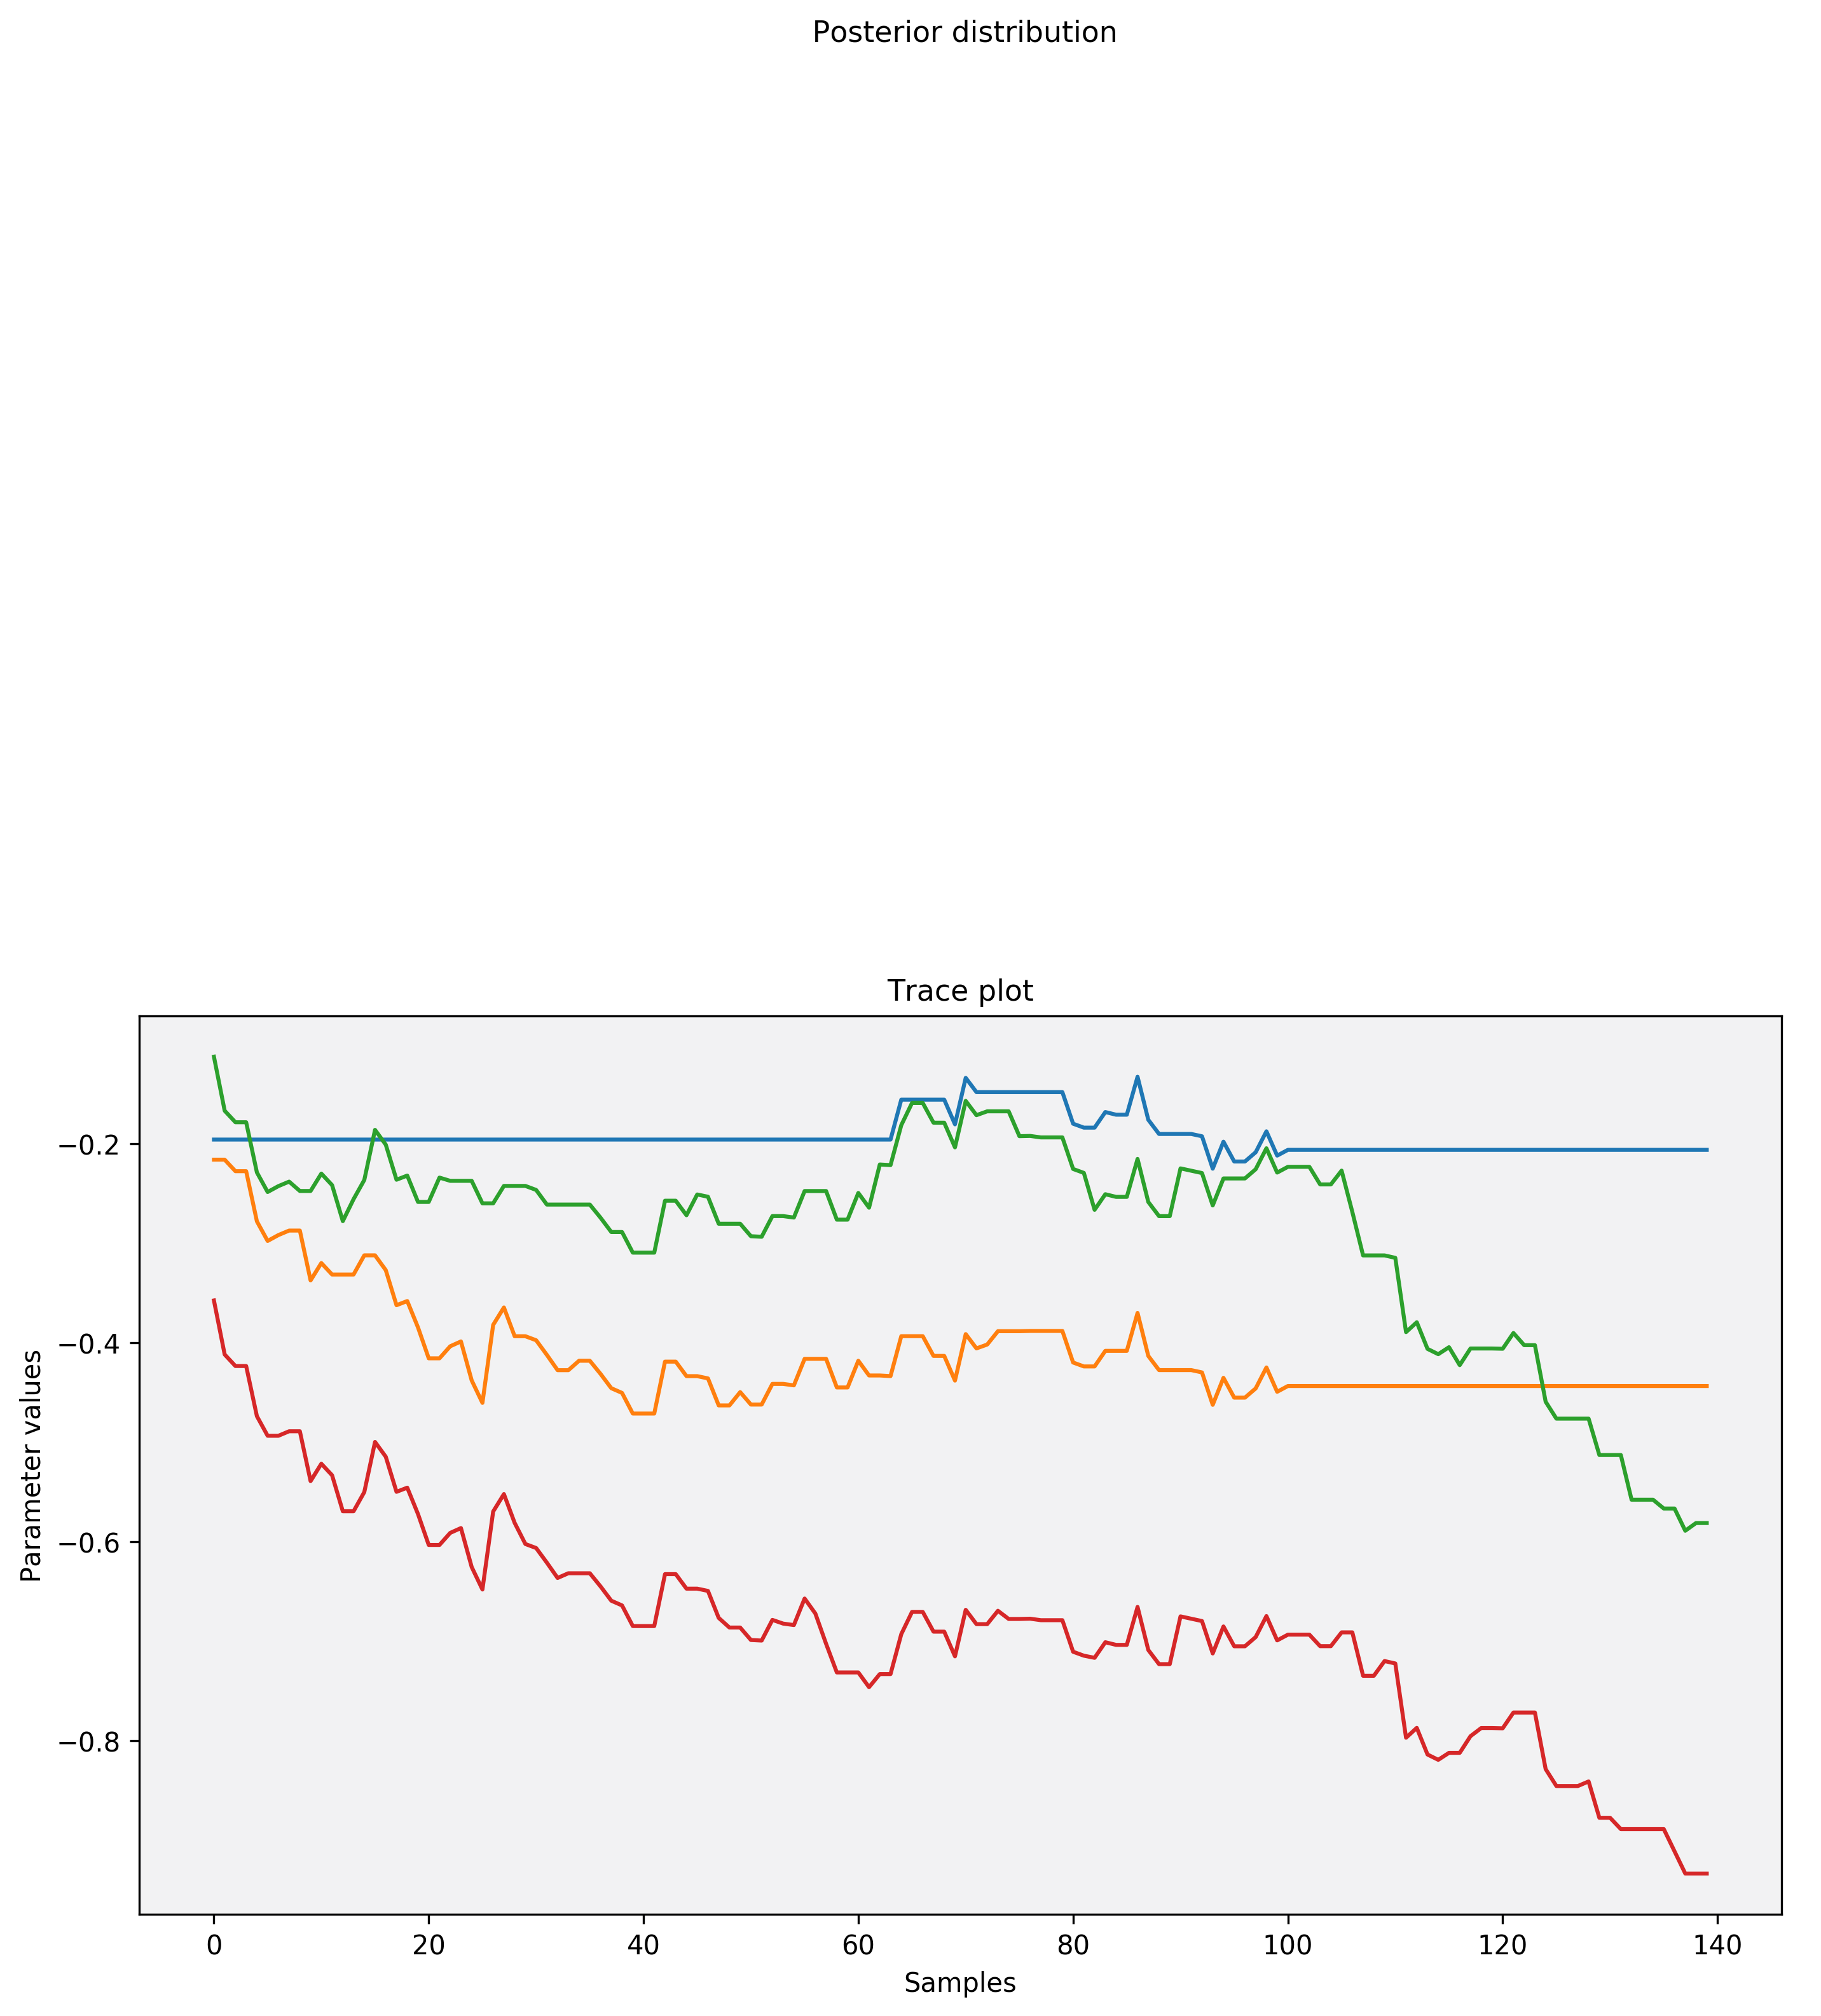 Posterior distribution
Trace plot
Parameter values
−0.2
−0.4
−0.6
−0.8
0 20 40 60 80 100 120 140
Samples